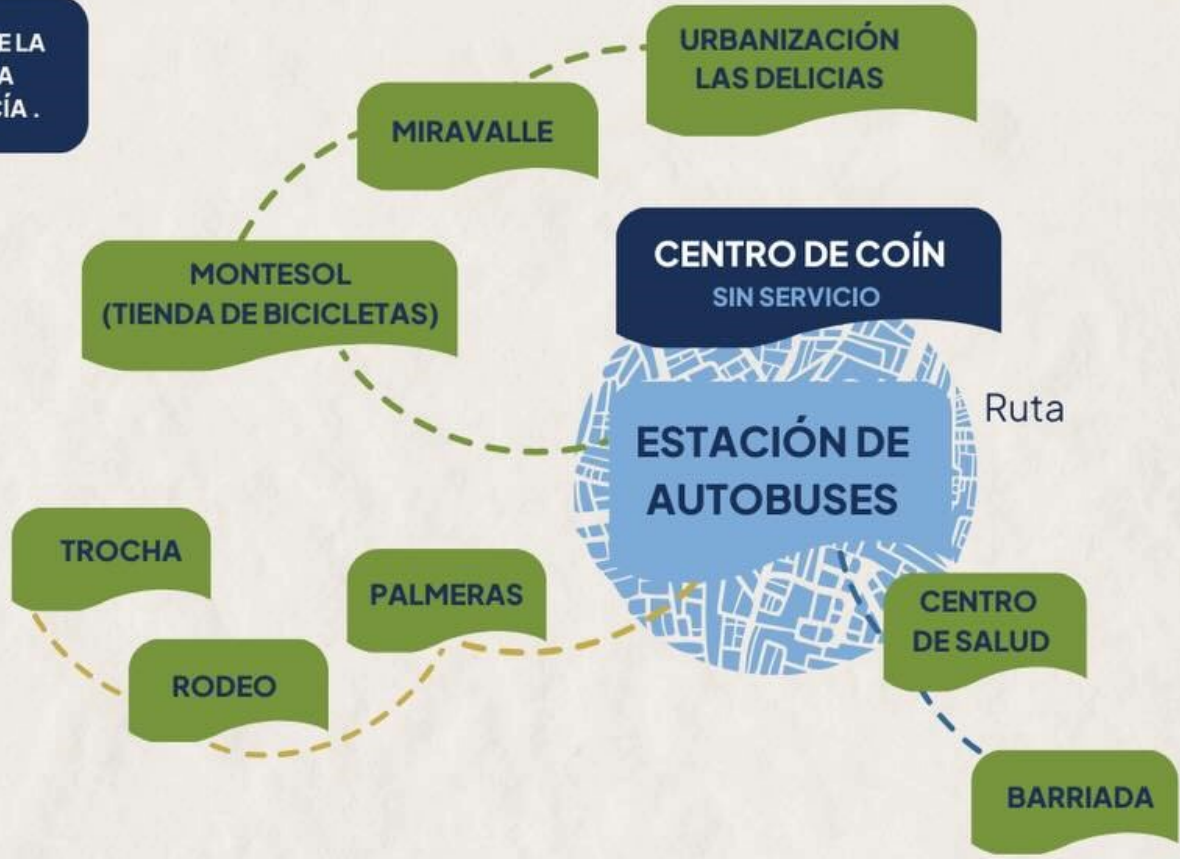 URBANIZACIÓN
LAS DELICIAS
MIRAVALLE
MONTESOL
(TIENDA DE BICICLETAS)
CENTRO DE COÍN
SIN SERVICIO
Ruta
ESTACIÓN DE
AUTOBUSES
TROCHA
PALMERAS
RODEO
CENTRO
DE SALUD
BARRIADA